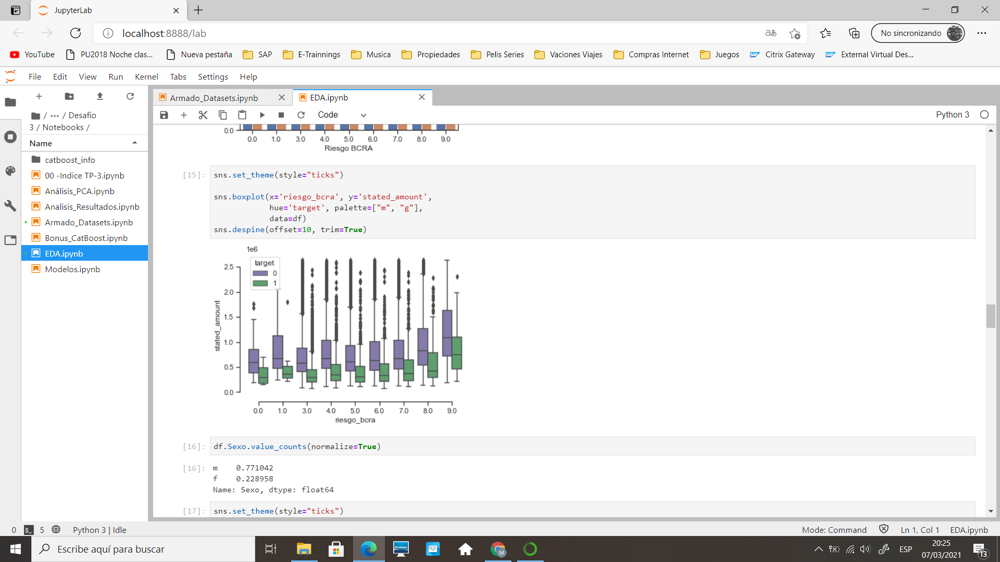 JupyterLab
localhost:8888/lab
aあ
No sincronizando
YouTube
PU2018 Noche clas...
Nueva pestaña
SAP
E-Trainnings
Musica
Propiedades
Pelis Series
Vaciones Viajes
Compras Internet
Juegos
SAP
Citrix Gateway
SAP
External Virtual Des...
File Edit View Run Kernel Tabs Settings Help
/ ··· / Desafio
3 / Notebooks /
Name
catboost_info
00 -Indice TP-3.ipynb
Análisis_PCA.ipynb
Analisis_Resultados.ipynb
Armado_Datasets.ipynb
Bonus_CatBoost.ipynb
EDA.ipynb
Modelos.ipynb
Armado_Datasets.ipynb
EDA.ipynb
Code
Python 3
0.0
0.0 1.0 3.0 4.0 5.0 6.0 7.0 8.0 9.0
Riesgo BCRA
[15]:
sns.set_theme(style="ticks")
sns.boxplot(x='riesgo_bcra', y='stated_amount',
hue='target', palette=["m", "g"],
data=df)
sns.despine(offset=10, trim=True)
1e6
target
0
1
2.5
2.0
1.5
1.0
0.5
0.0
stated_amount
0.0 1.0 3.0 4.0 5.0 6.0 7.0 8.0 9.0
riesgo_bcra
[16]:
df.Sexo.value_counts(normalize=True)
[16]:
m 0.771042
f 0.228958
Name: Sexo, dtype: float64
[17]:
sns.set_theme(style="ticks")
0 $_ 5 Python 3 | Idle
Mode: Command Ln 1, Col 1 EDA.ipynb
Escribe aquí para buscar
Lenovo
M
ESP
20:25
07/03/2021
13